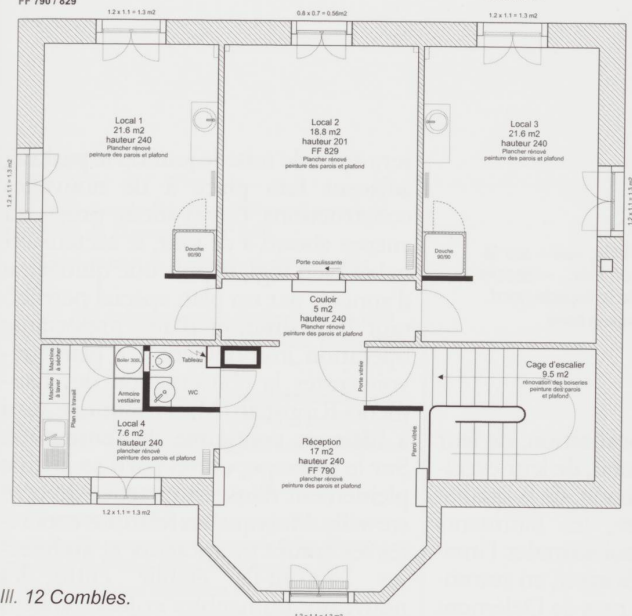 FF 790 / 829
1.2 x 1.1 = 1.3 m2
0.8 x 0.7 = 0.56m2
1.2 x 1.1 = 1.3 m2
Local 1
21.6 m2
hauteur 240
Plancher rénové
peinture des parois et plafond
Local 2
18.8 m2
hauteur 201
FF 829
Plancher rénové
peinture des parois et plafond
Local 3
21.6 m2
hauteur 240
Plancher rénové
peinture des parois et plafond
1.2 x 1.1 = 1.3 m2
1.2 x 1.1 = 1.3 m2
Douche
80/80
Porte coulissante
Douche
80/80
Couloir
5 m2
hauteur 240
Plancher rénové
peinture des parois et plafond
Machine
à sécher
Machine
à laver
Plan de travail
Boiler 300L
Armoire
vestiaire
Tableau
WC
Porte vitrée
Paroi vitrée
Cage d'escalier
9.5 m2
rénovation des boiseries
peinture des parois
et plafond
Local 4
7.6 m2
hauteur 240
plancher rénové
peinture des parois et plafond
Réception
17 m2
hauteur 240
FF 790
plancher rénové
peinture des parois et plafond
1.2 x 1.1 = 1.3 m2
Ill. 12 Combles.